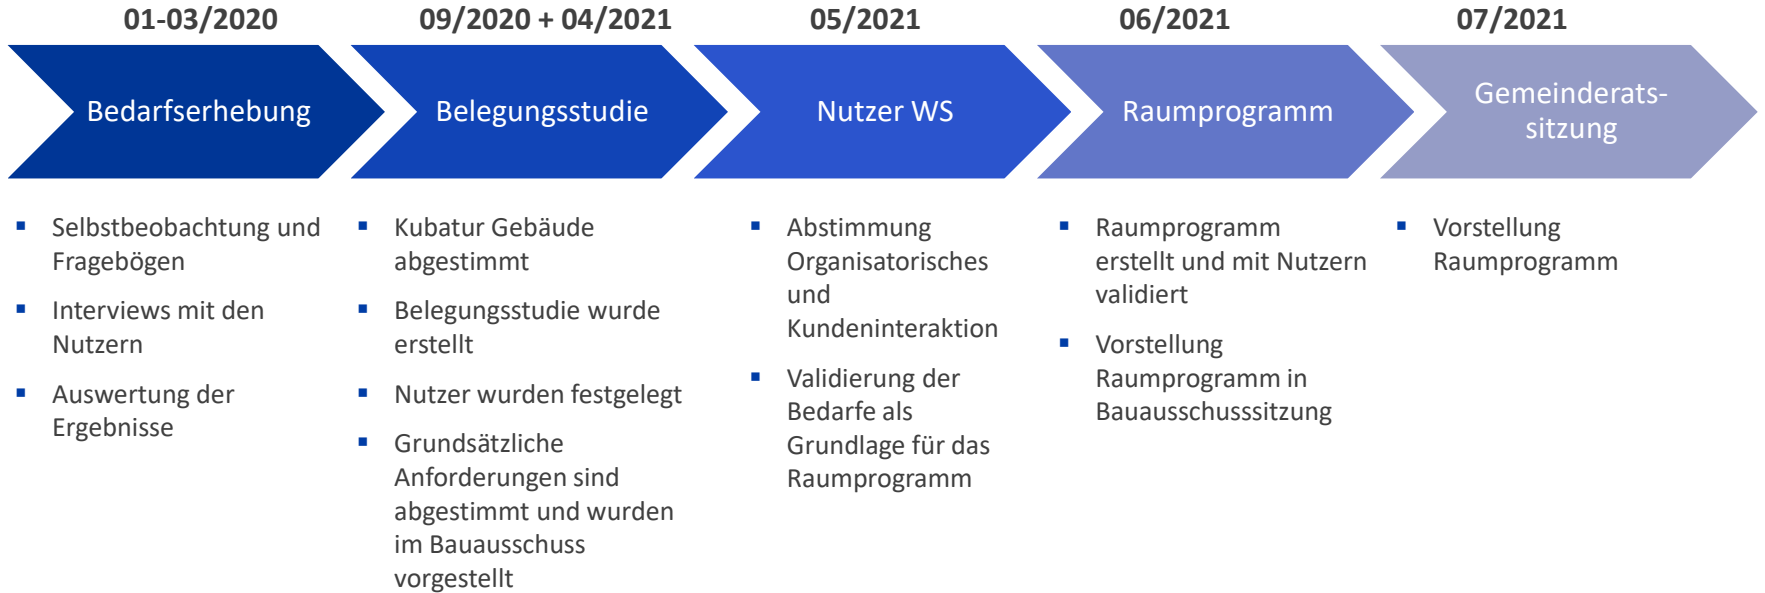 01-03/2020
09/2020 + 04/2021
05/2021
06/2021
07/2021
Bedarfserhebung
Belegungsstudie
Nutzer WS
Raumprogramm
Gemeinderats-
sitzung
▪ Selbstbeobachtung und
Fragebögen
▪ Interviews mit den
Nutzern
▪ Auswertung der
Ergebnisse
▪ Kubatur Gebäude
abgestimmt
▪ Belegungsstudie wurde
erstellt
▪ Nutzer wurden festgelegt
▪ Grundsätzliche
Anforderungen sind
abgestimmt und wurden
im Bauausschuss
vorgestellt
▪ Abstimmung
Organisatorisches
und
Kundeninteraktion
▪ Validierung der
Bedarfe als
Grundlage für das
Raumprogramm
▪ Raumprogramm
erstellt und mit Nutzern
validiert
▪ Vorstellung
Raumprogramm in
Bauausschusssitzung
▪ Vorstellung
Raumprogramm